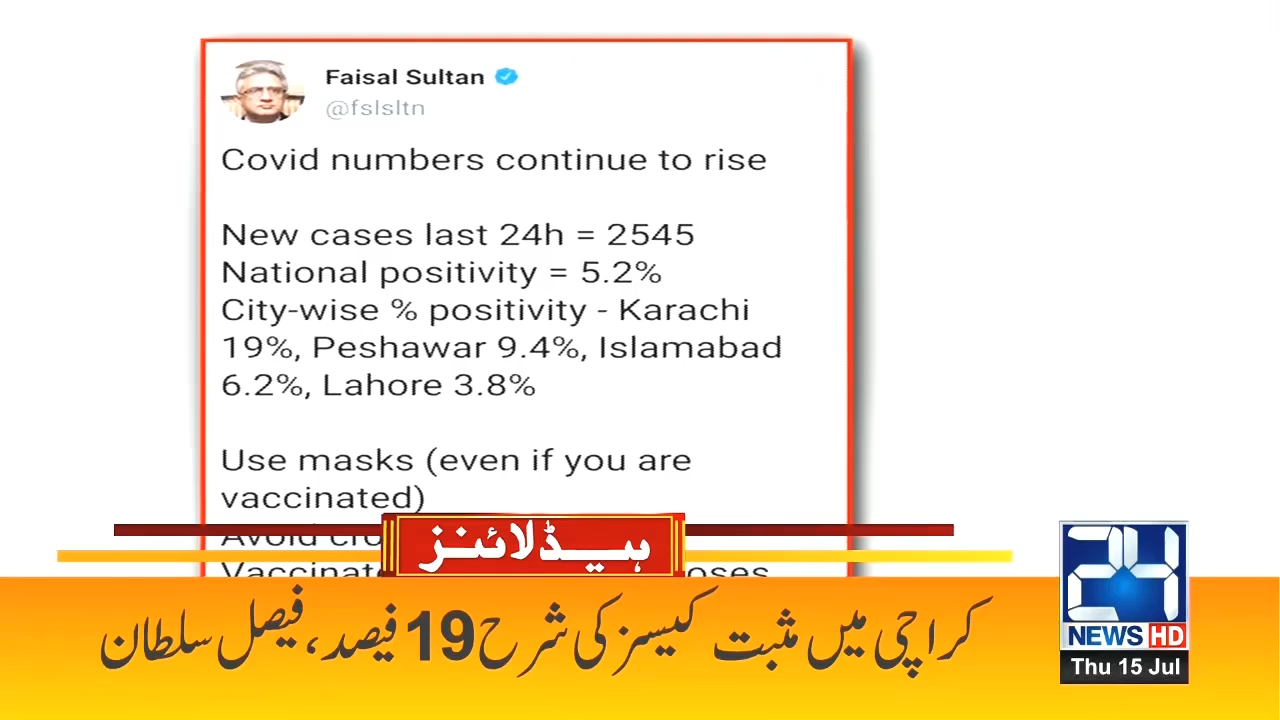 Faisal Sultan
@fslsltn
Covid numbers continue to rise
New cases last 24h = 2545
National positivity = 5.2%
City-wise % positivity - Karachi
19%, Peshawar 9.4%, Islamabad
6.2%, Lahore 3.8%
Use masks (even if you are
vaccinated)
Avoid
ہیڈلائنز
کراچی میں مثبت کیسز کی شرح 19 فیصد، فیصل سلطان
24
NEWS HD
Thu 15 Jul